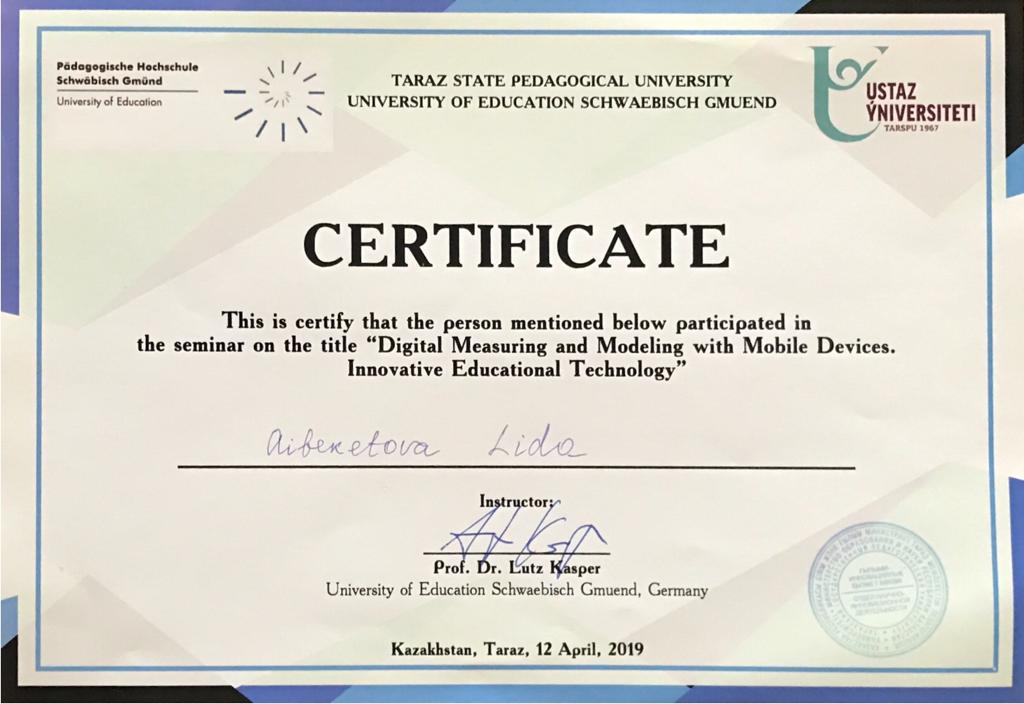 Pädagogische Hochschule
Schwäbisch Gmünd
University of Education
TARAZ STATE PEDAGOGICAL UNIVERSITY
UNIVERSITY OF EDUCATION SCHWAEBISCH GMUEND
USTAZ
ÝNIVERSITETI
TARSPU 1967
CERTIFICATE
This is certify that the person mentioned below participated in
the seminar on the title “Digital Measuring and Modeling with Mobile Devices.
Innovative Educational Technology”
Aibeketova Lida
Instructor:
Prof. Dr. Lutz Kasper
University of Education Schwaebisch Gmuend, Germany
Kazakhstan, Taraz, 12 April, 2019